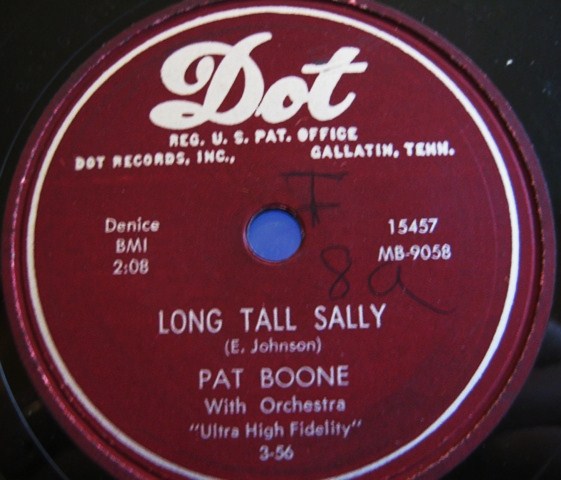 Dot
REG. U. S. PAT. OFFICE
DOT RECORDS, INC., GALLATIN, TENN.
Denice
BMI
2:08
15457
MB-9058
F
8a
LONG TALL SALLY
(E. Johnson)
PAT BOONE
With Orchestra
"Ultra High Fidelity"
3-56